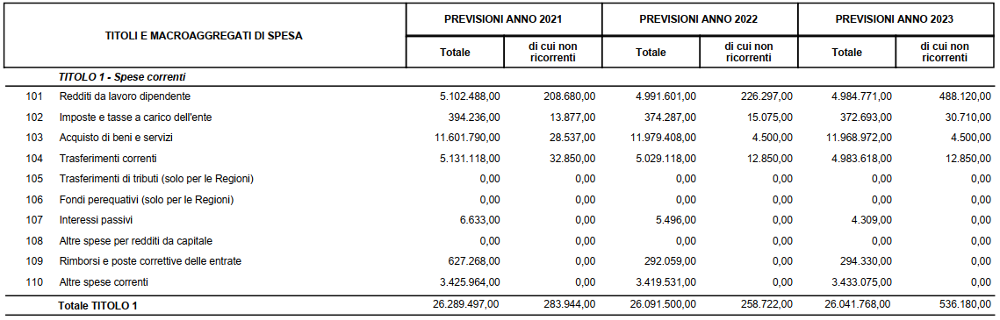 TITOLI E MACROAGGREGATI DI SPESA PREVISIONI ANNO 2021 PREVISIONI ANNO 2022 PREVISIONI ANNO 2023
Totale di cui non ricorrenti Totale di cui non ricorrenti Totale di cui non ricorrenti
TITOLO 1 - Spese correnti
101 Redditi da lavoro dipendente 5.102.488,00 208.680,00 4.991.601,00 226.297,00 4.984.771,00 488.120,00
102 Imposte e tasse a carico dell'ente 394.236,00 13.877,00 374.287,00 15.075,00 372.693,00 30.710,00
103 Acquisto di beni e servizi 11.601.790,00 28.537,00 11.979.408,00 4.500,00 11.968.972,00 4.500,00
104 Trasferimenti correnti 5.131.118,00 32.850,00 5.029.118,00 12.850,00 4.983.618,00 12.850,00
105 Trasferimenti di tributi (solo per le Regioni) 0,00 0,00 0,00 0,00 0,00 0,00
106 Fondi perequativi (solo per le Regioni) 0,00 0,00 0,00 0,00 0,00 0,00
107 Interessi passivi 6.633,00 0,00 5.496,00 0,00 4.309,00 0,00
108 Altre spese per redditi da capitale 0,00 0,00 0,00 0,00 0,00 0,00
109 Rimborsi e poste correttive delle entrate 627.268,00 0,00 292.059,00 0,00 294.330,00 0,00
110 Altre spese correnti 3.425.964,00 0,00 3.419.531,00 0,00 3.433.075,00 0,00
Totale TITOLO 1 26.289.497,00 283.944,00 26.091.500,00 258.722,00 26.041.768,00 536.180,00